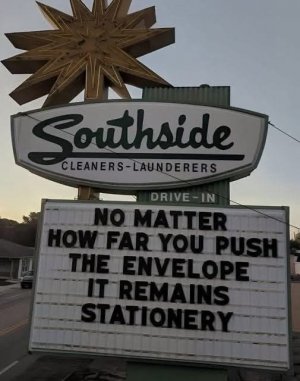 Southside
CLEANERS-LAUNDERERS
DRIVE-IN
NO MATTER
HOW FAR YOU PUSH
THE ENVELOPE
IT REMAINS
STATIONERY